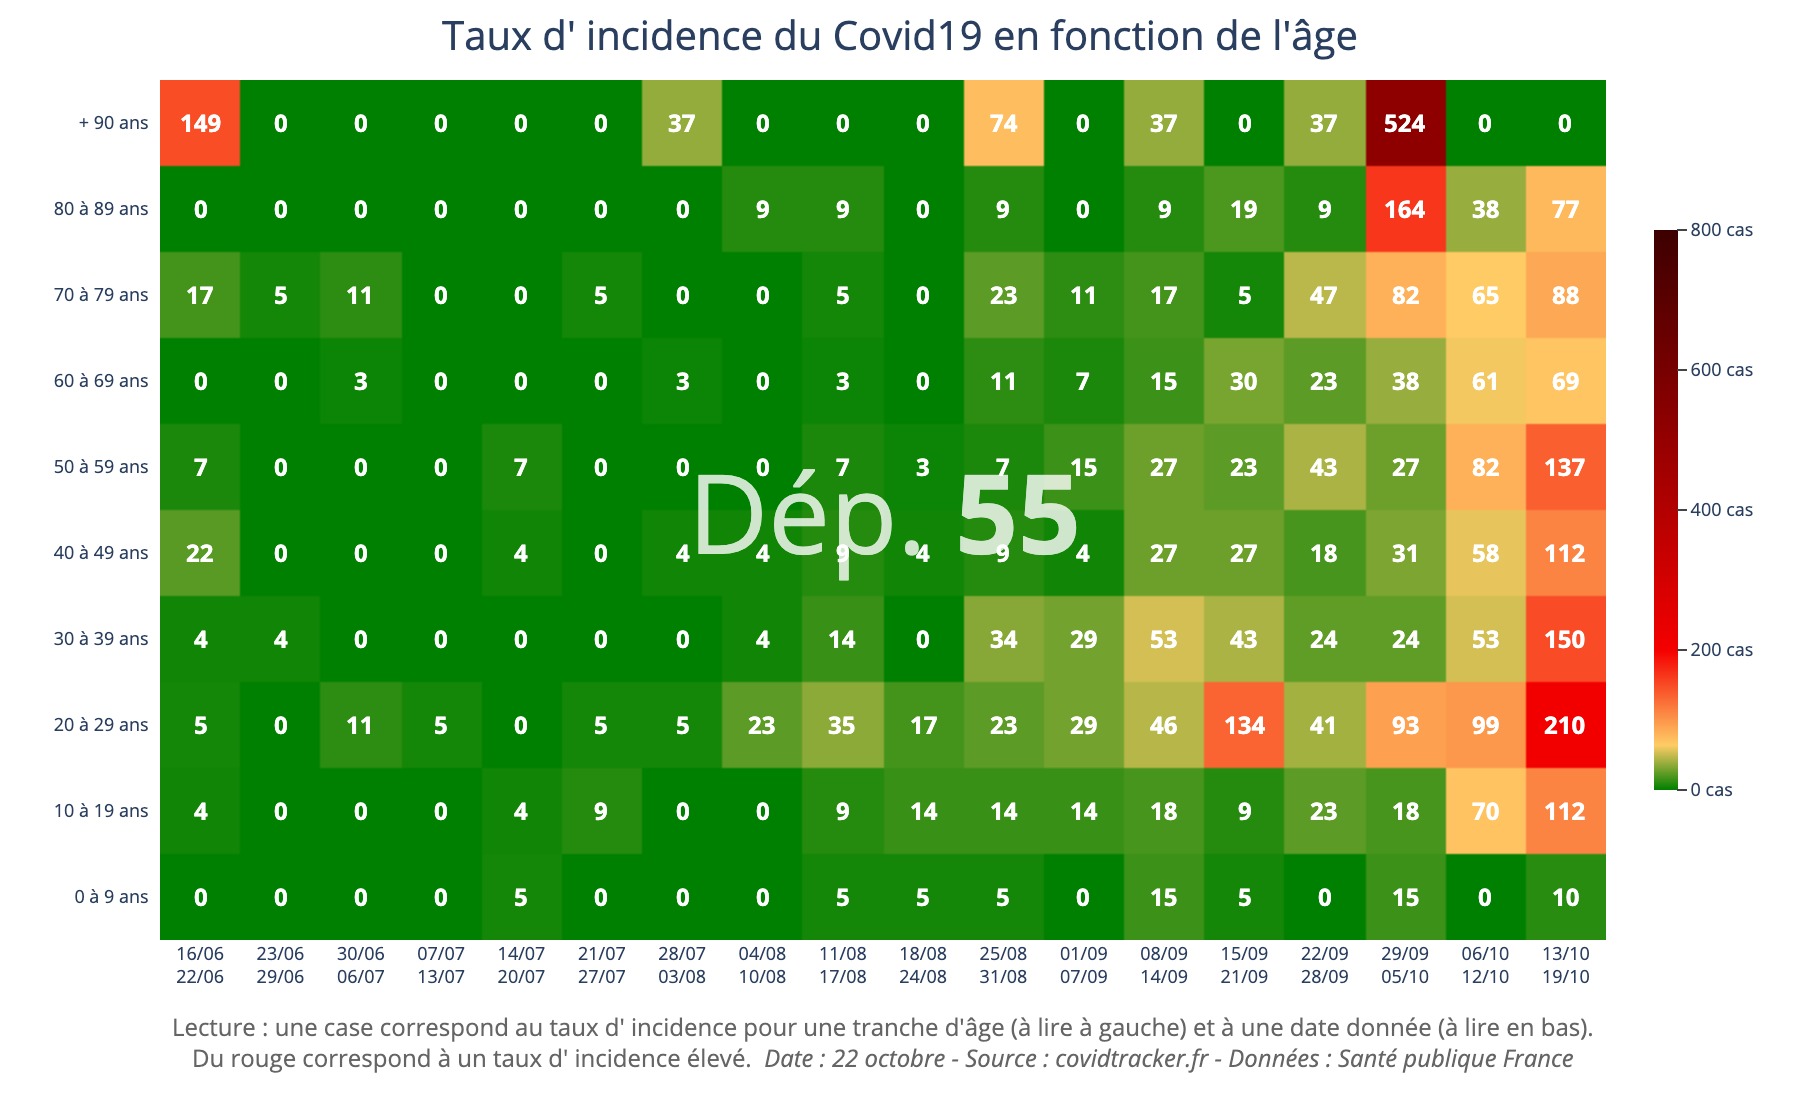 Taux d' incidence du Covid19 en fonction de l'âge
+ 90 ans 149 0 0 0 0 0 37 0 0 0 74 0 37 0 37 524 0 0
80 à 89 ans 0 0 0 0 0 0 0 9 9 0 9 0 9 19 9 164 38 77
800 cas
70 à 79 ans 17 5 11 0 0 5 0 0 5 0 23 11 17 5 47 82 65 88
600 cas
60 à 69 ans 0 0 3 0 0 0 3 0 3 0 11 7 15 30 23 38 61 69
50 à 59 ans 7 0 0 0 7 0 0 0 7 3 7 15 27 23 43 27 82 137
Dép. 55
400 cas
40 à 49 ans 22 0 0 0 4 0 4 4 9 4 9 4 27 27 18 31 58 112
30 à 39 ans 4 4 0 0 0 0 0 4 14 0 34 29 53 43 24 24 53 150
200 cas
20 à 29 ans 5 0 11 5 0 5 5 23 35 17 23 29 46 134 41 93 99 210
0 cas
10 à 19 ans 4 0 0 0 4 9 0 0 9 14 14 14 18 9 23 18 70 112
0 à 9 ans 0 0 0 0 5 0 0 0 5 5 5 0 15 5 0 15 0 10
16/06 23/06 30/06 07/07 14/07 21/07 28/07 04/08 11/08 18/08 25/08 01/09 08/09 15/09 22/09 29/09 06/10 13/10
22/06 29/06 06/07 13/07 20/07 27/07 03/08 10/08 17/08 24/08 31/08 07/09 14/09 21/09 28/09 05/10 12/10 19/10
Lecture : une case correspond au taux d' incidence pour une tranche d'âge (à lire à gauche) et à une date donnée (à lire en bas).
Du rouge correspond à un taux d' incidence élevé. Date : 22 octobre - Source : covidtracker.fr - Données : Santé publique France